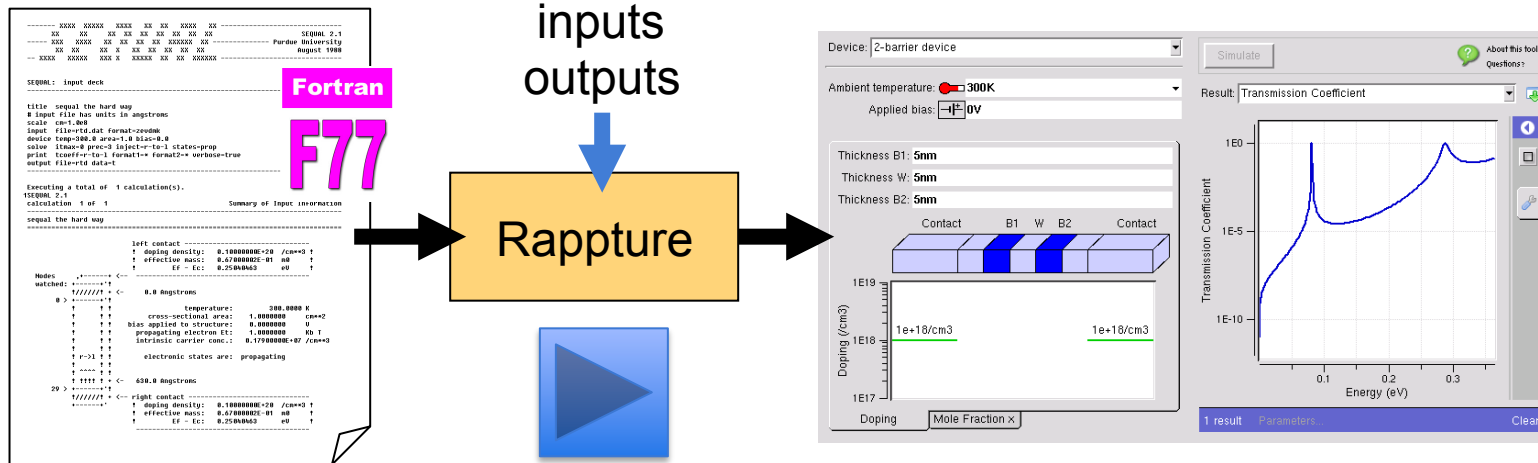 SEQUAL 2.1
Purdue University
August 1988
SEQUAL: input deck
title sequal the hard way
# input file has units in angstroms
scale cm=1.0e8
input file=rtd.dat format=zevdmk
device temp=300.0 area=1.0 bias=0.0
solve itmax=0 prec=3 inject=r-to-l states=prop
print tcoeff=r-to-l format1=* format2=* verbose=true
output file=rtd data=t
Executing a total of 1 calculation(s).
1SEQUAL 2.1
calculation 1 of 1 Summary of Input information
sequal the hard way
left contact
! doping density: 0.10000000E+20 /cm**3 !
! effective mass: 0.67000002E-01 m0 !
! Ef - Ec: 0.25040463 eV !
Nodes
watched:
0.0 Angstroms
0 >
temperature: 300.0000 K
cross-sectional area: 1.0000000 cm**2
bias applied to structure: 0.0000000 V
propagating electron Et: 1.0000000 Kb T
intrinsic carrier conc.: 0.17900000E+07 /cm**3
! r->l ! ! electronic states are: propagating
630.0 Angstroms
29 >
right contact
! doping density: 0.10000000E+20 /cm**3 !
! effective mass: 0.67000002E-01 m0 !
! Ef - Ec: 0.25040463 eV !
Fortran
F77
inputs
outputs
Rappture
Device: 2-barrier device
Ambient temperature: 300K
Applied bias: 0V
Thickness B1: 5nm
Thickness W: 5nm
Thickness B2: 5nm
Contact B1 W B2 Contact
Doping (/cm3)
1E19
1E18
1E17
1e+18/cm3 1e+18/cm3
Doping Mole Fraction x
Simulate
? About this tool
Questions?
Result: Transmission Coefficient
Transmission Coefficient
1E0
1E-5
1E-10
0.1 0.2 0.3
Energy (eV)
1 result Parameters... Clear